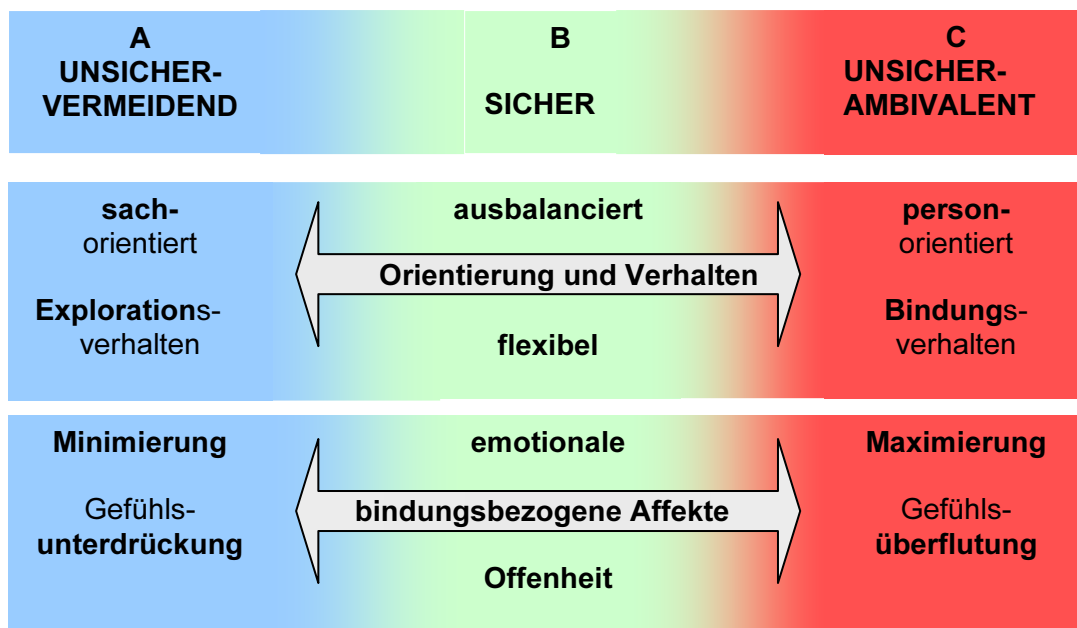 A
UNSICHER-
VERMEIDEND
B
SICHER
C
UNSICHER-
AMBIVALENT
sach-
orientiert
Explorations-
verhalten
ausbalanciert
Orientierung und Verhalten
flexibel
person-
orientiert
Bindungs-
verhalten
Minimierung
Gefühls-
unterdrückung
emotionale
bindungsbezogene Affekte
Offenheit
Maximierung
Gefühls-
überflutung